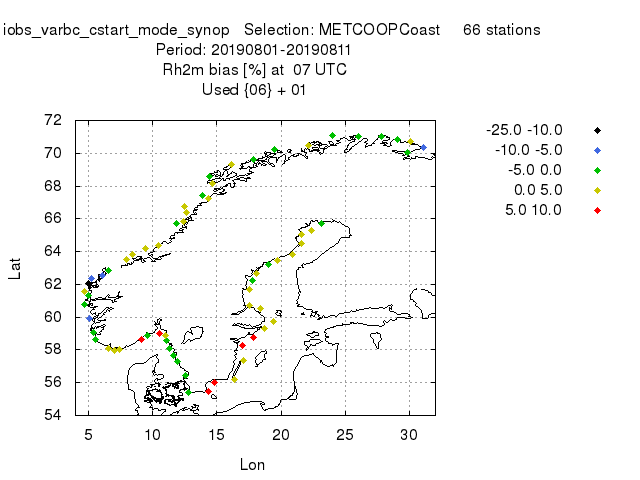 iobs_varbc_cstart_mode_synop Selection: METCOOPCoast 66 stations
Period: 20190801-20190811
Rh2m bias [%] at 07 UTC
Used {06} + 01
-25.0 -10.0
-10.0 -5.0
-5.0 0.0
0.0 5.0
5.0 10.0
72
70
68
66
64
62
60
58
56
54
Lat
5 10 15 20 25 30
Lon